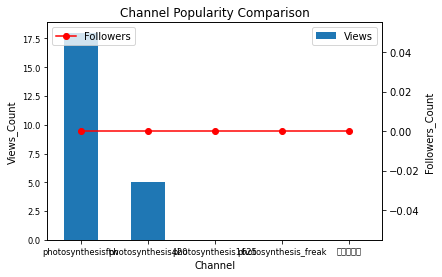 Channel Popularity Comparison
Followers
Views
17.5
15.0
12.5
10.0
7.5
5.0
2.5
0.0
Views_Count
0.04
0.02
0.00
−0.02
−0.04
Followers_Count
photosynthesis_freak
Channel